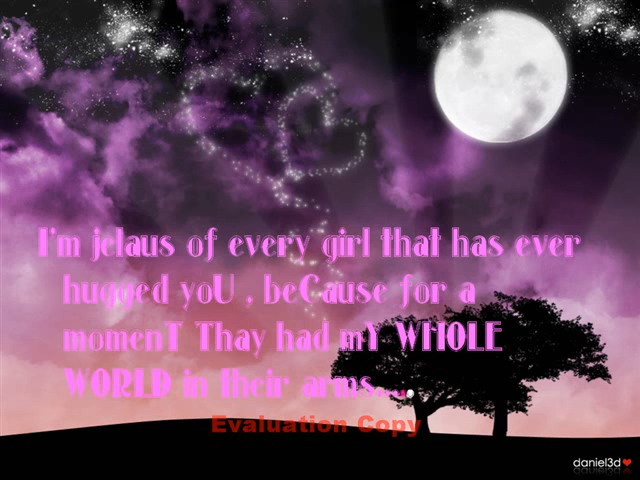 I'm jelaus of every girl that has ever
hugged yoU , beCause for a
momenT Thay had mY WHOLE
WORLD in their arms.....
Evaluation Copy
daniel3d